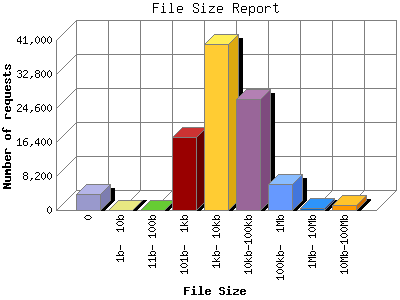 File Size Report
41,000
32,800
24,600
16,400
8,200
0
Number of requests
0
1b- 10b
11b- 100b
101b- 1kb
1kb- 10kb
10kb-100kb
100kb- 1Mb
1Mb- 10Mb
10Mb-100Mb
File Size